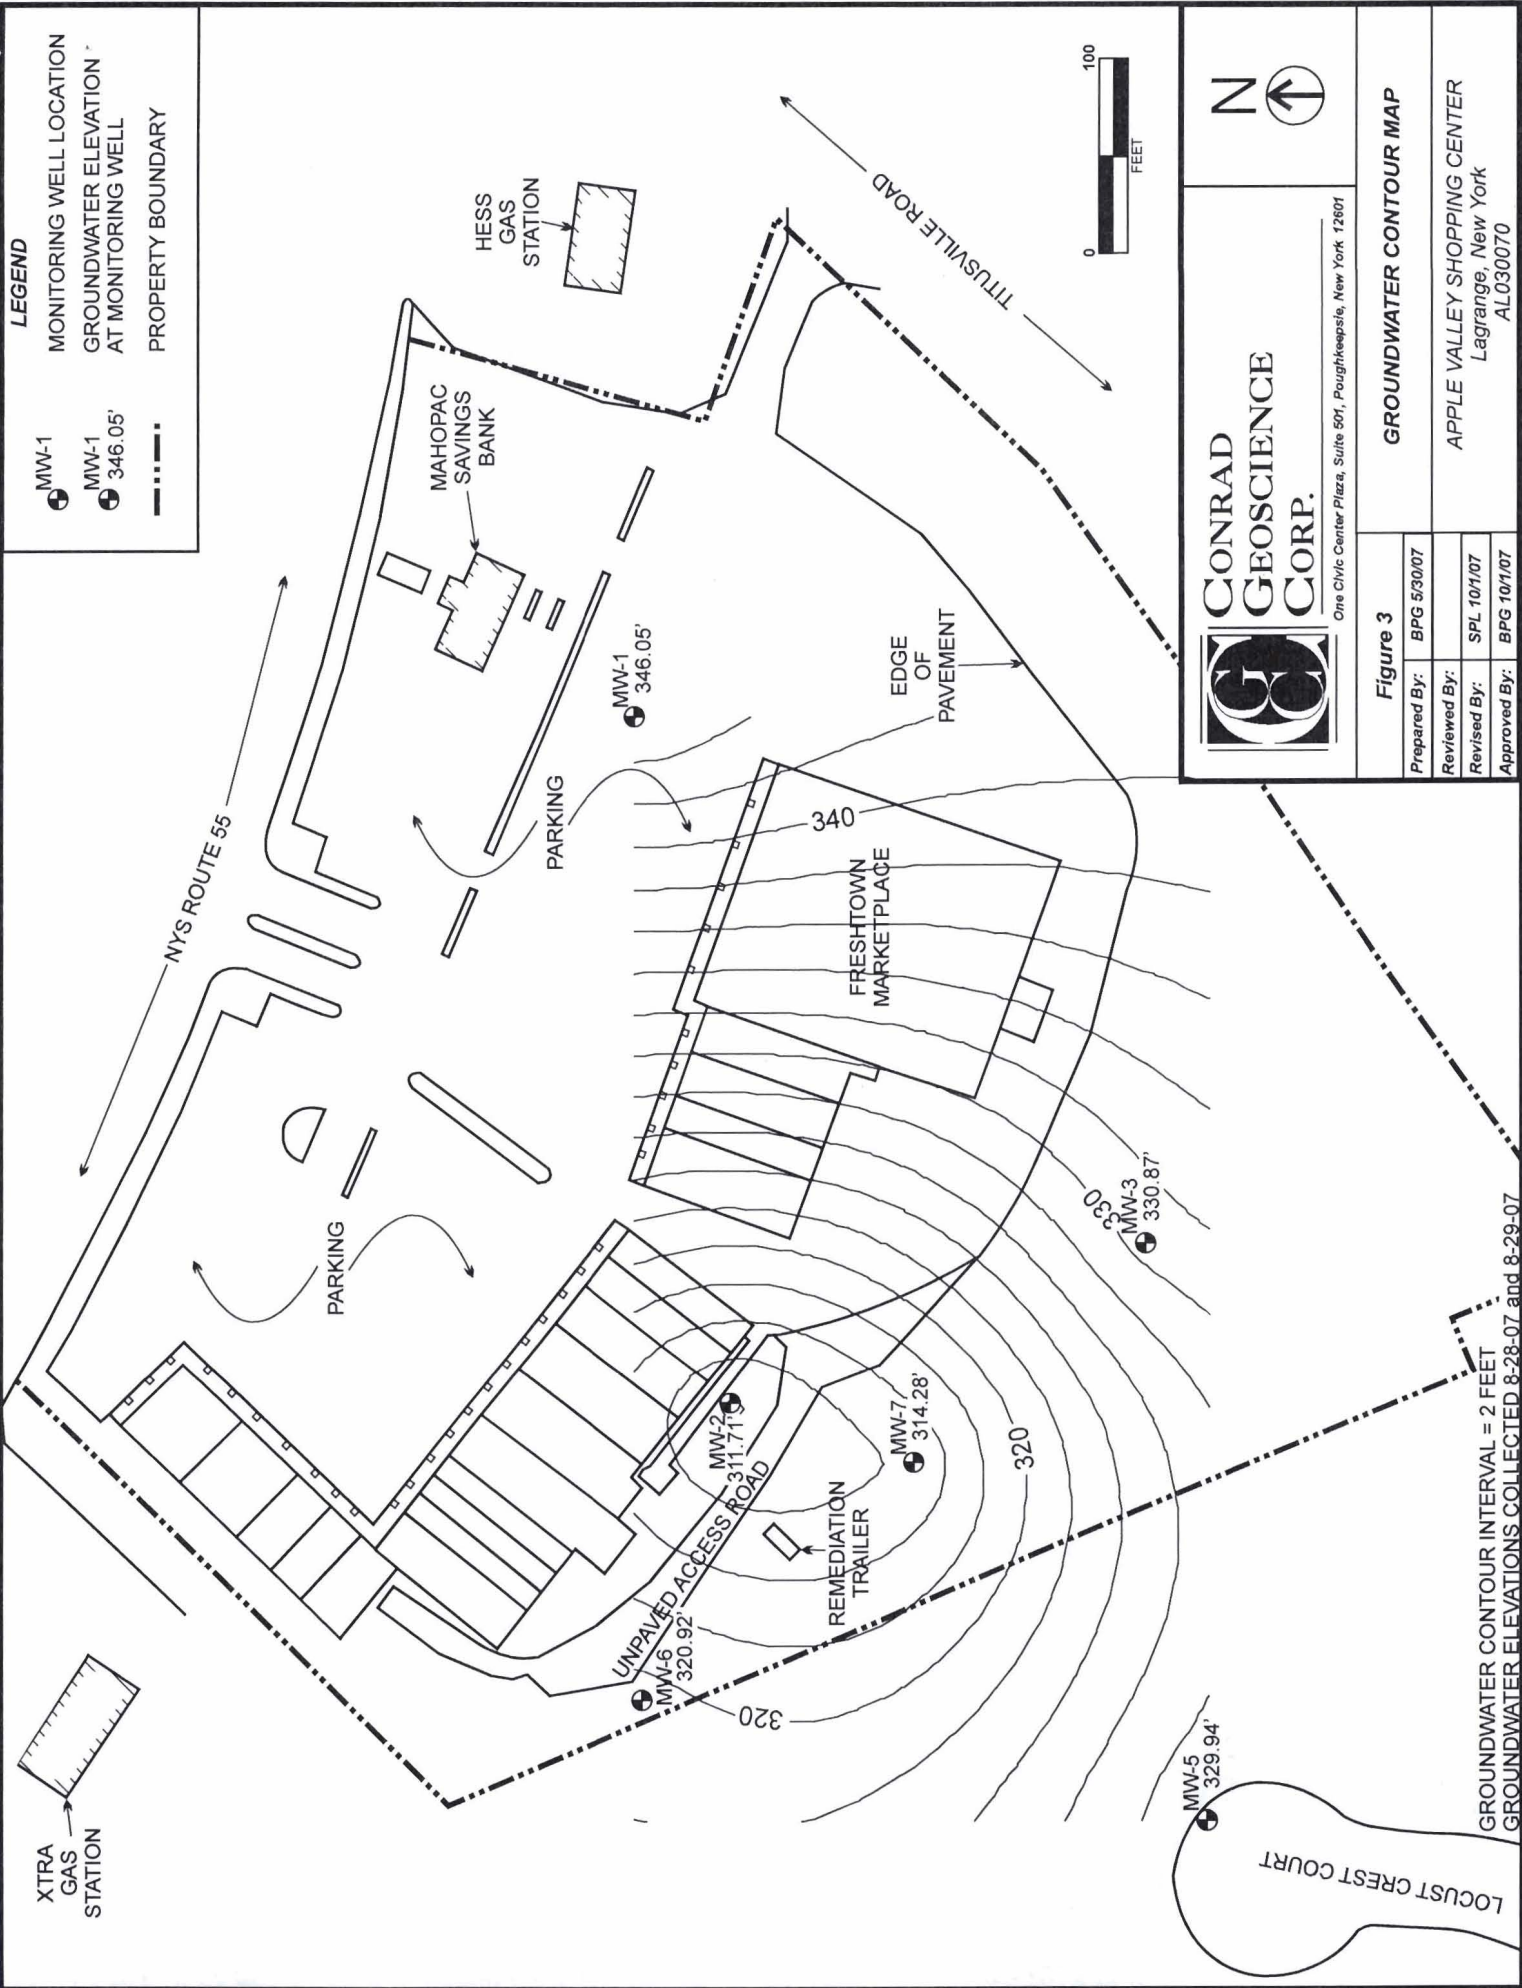 LEGEND
MW-1
MONITORING WELL LOCATION
MW-1
346.05'
GROUNDWATER ELEVATION
AT MONITORING WELL
PROPERTY BOUNDARY
XTRA
GAS
STATION
NYS ROUTE 55
HESS
GAS
STATION
MAHOPAC
SAVINGS
BANK
PARKING
PARKING
MW-1
346.05'
TITUSVILLE ROAD
EDGE
OF
PAVEMENT
340
FRESHTOWN
MARKETPLACE
MW-2
311.71'
UNPAVED ACCESS ROAD
MW-6
320.92'
320
REMEDIATION
TRAILER
MW-7
314.28'
320
330
MW-3
330.87'
MW-5
329.94'
LOCUST CREST COURT
GROUNDWATER CONTOUR INTERVAL = 2 FEET
GROUNDWATER ELEVATIONS COLLECTED 8-28-07 and 8-29-07
0
100
FEET
N
CG
CONRAD
GEOSCIENCE
CORP.
One Civic Center Plaza, Suite 501, Poughkeepsie, New York 12601
Figure 3
GROUNDWATER CONTOUR MAP
Prepared By: BPG 5/30/07
Reviewed By:
Revised By: SPL 10/1/07
Approved By: BPG 10/1/07
APPLE VALLEY SHOPPING CENTER
Lagrange, New York
AL030070